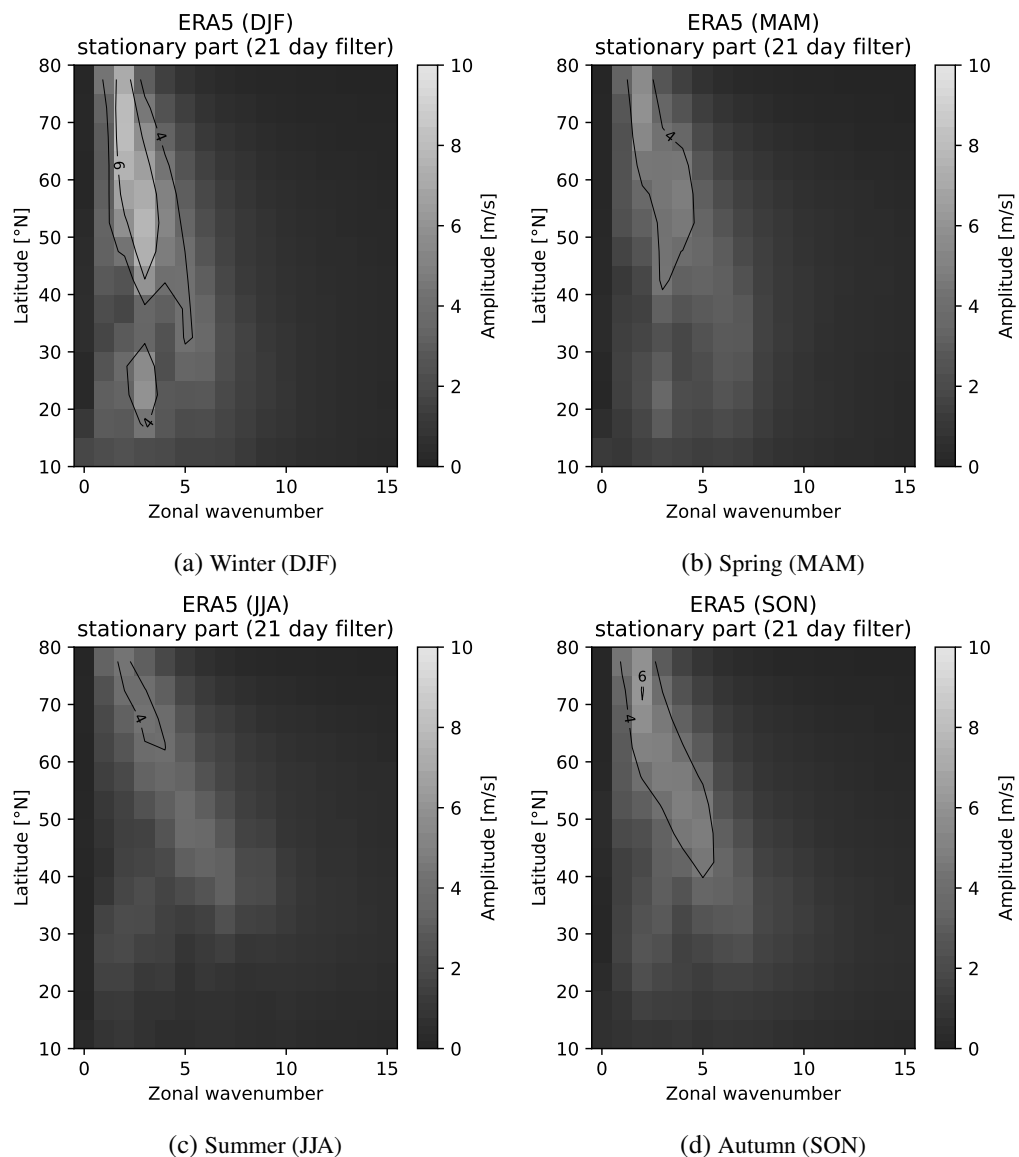 ERA5 (DJF)
stationary part (21 day filter)
80
70
60
50
40
30
20
10
Latitude [°N]
0 5 10 15
Zonal wavenumber
4
6
4
10
8
6
4
2
0
Amplitude [m/s]
(a) Winter (DJF)
ERA5 (MAM)
stationary part (21 day filter)
80
70
60
50
40
30
20
10
Latitude [°N]
0 5 10 15
Zonal wavenumber
4
10
8
6
4
2
0
Amplitude [m/s]
(b) Spring (MAM)
ERA5 (JJA)
stationary part (21 day filter)
80
70
60
50
40
30
20
10
Latitude [°N]
0 5 10 15
Zonal wavenumber
4
10
8
6
4
2
0
Amplitude [m/s]
(c) Summer (JJA)
ERA5 (SON)
stationary part (21 day filter)
80
70
60
50
40
30
20
10
Latitude [°N]
0 5 10 15
Zonal wavenumber
6
4
10
8
6
4
2
0
Amplitude [m/s]
(d) Autumn (SON)